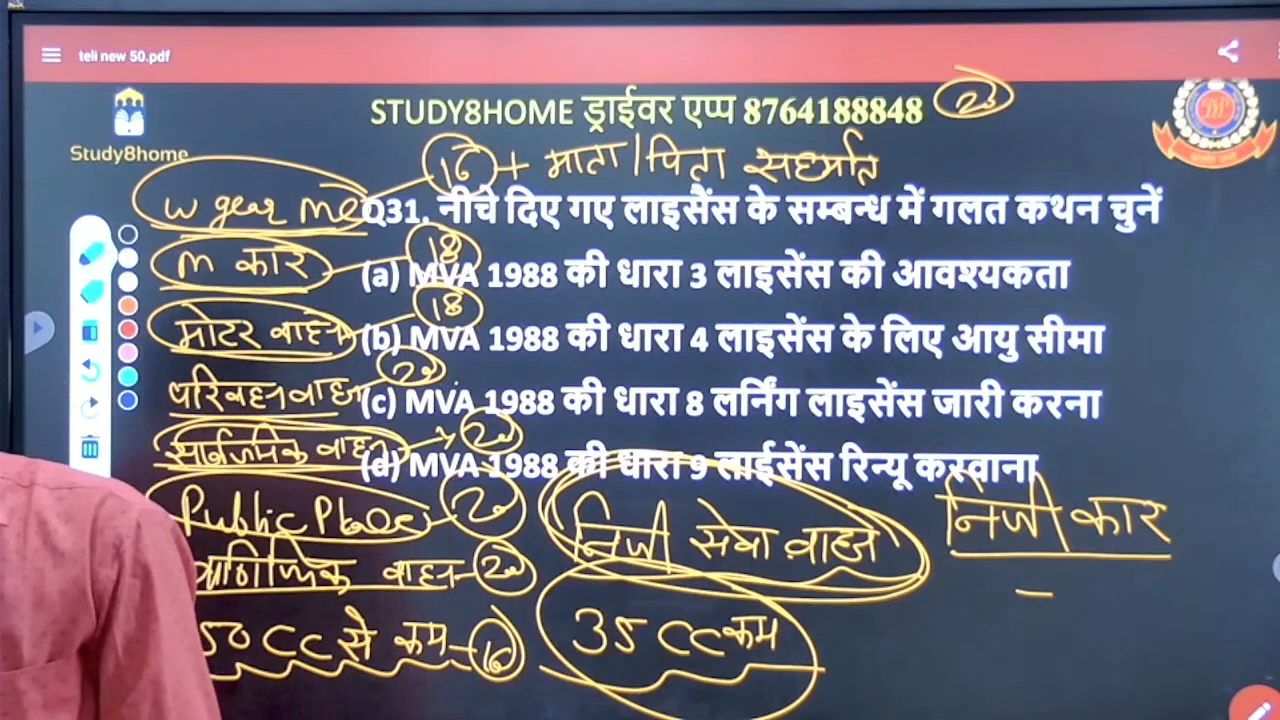 teli new 50.pdf
STUDY8HOME ड्राईवर एप्प 8764188848 20
Study8home
16 + माता / पिता सहमति
W gear MC
Q31. नीचे दिए गए लाइसैंस के सम्बन्ध में गलत कथन चुनें
m कार 18
(a) MVA 1988 की धारा 3 लाइसेंस की आवश्यकता
मोटर वाहन 18
(b) MVA 1988 की धारा 4 लाइसेंस के लिए आयु सीमा
परिवहन वाहन 20
(c) MVA 1988 की धारा 8 लर्निंग लाइसेंस जारी करना
सार्वजनिक वाहन 20
(d) MVA 1988 की धारा 9 लाईसेंस रिन्यू करवाना
Public Place 20
निजी सेवा वाहन
निजी कार
वाणिज्यिक वाहन 20
50 CC से कम 16
35 CC कम